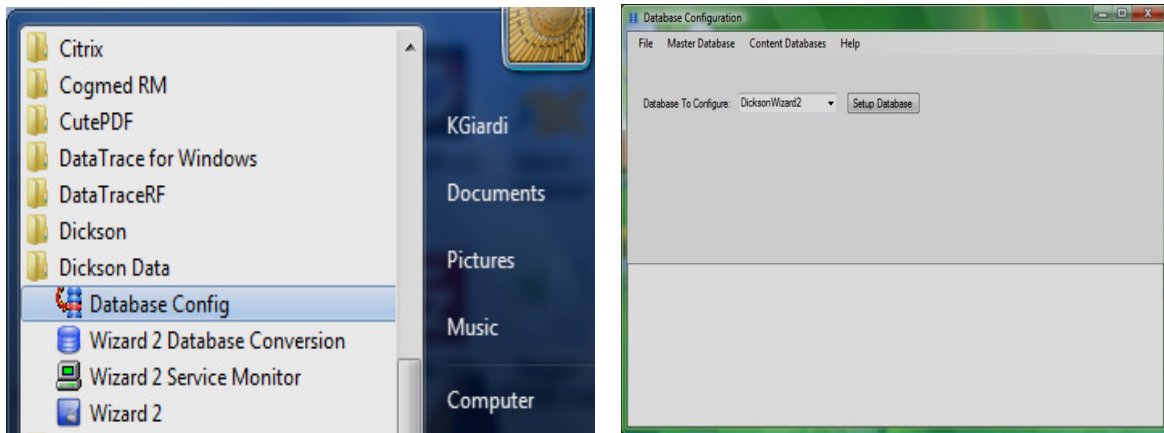 Citrix
Cogmed RM
CutePDF
DataTrace for Windows
DataTraceRF
Dickson
Dickson Data
Database Config
Wizard 2 Database Conversion
Wizard 2 Service Monitor
Wizard 2
KGiardi
Documents
Pictures
Music
Computer
Database Configuration
File Master Database Content Databases Help
Database To Configure: DicksonWizard2 Setup Database